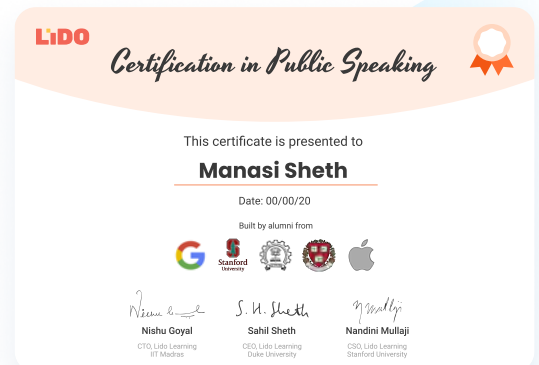 LiDO
Certification in Public Speaking
This certificate is presented to
Manasi Sheth
Date: 00/00/20
Built by alumni from
Stanford
University
S. H. Sheth
Nishu Goyal
Sahil Sheth
Nandini Mullaji
CTO, Lido Learning
CEO, Lido Learning
CSO, Lido Learning
IIT Madras
Duke University
Stanford University